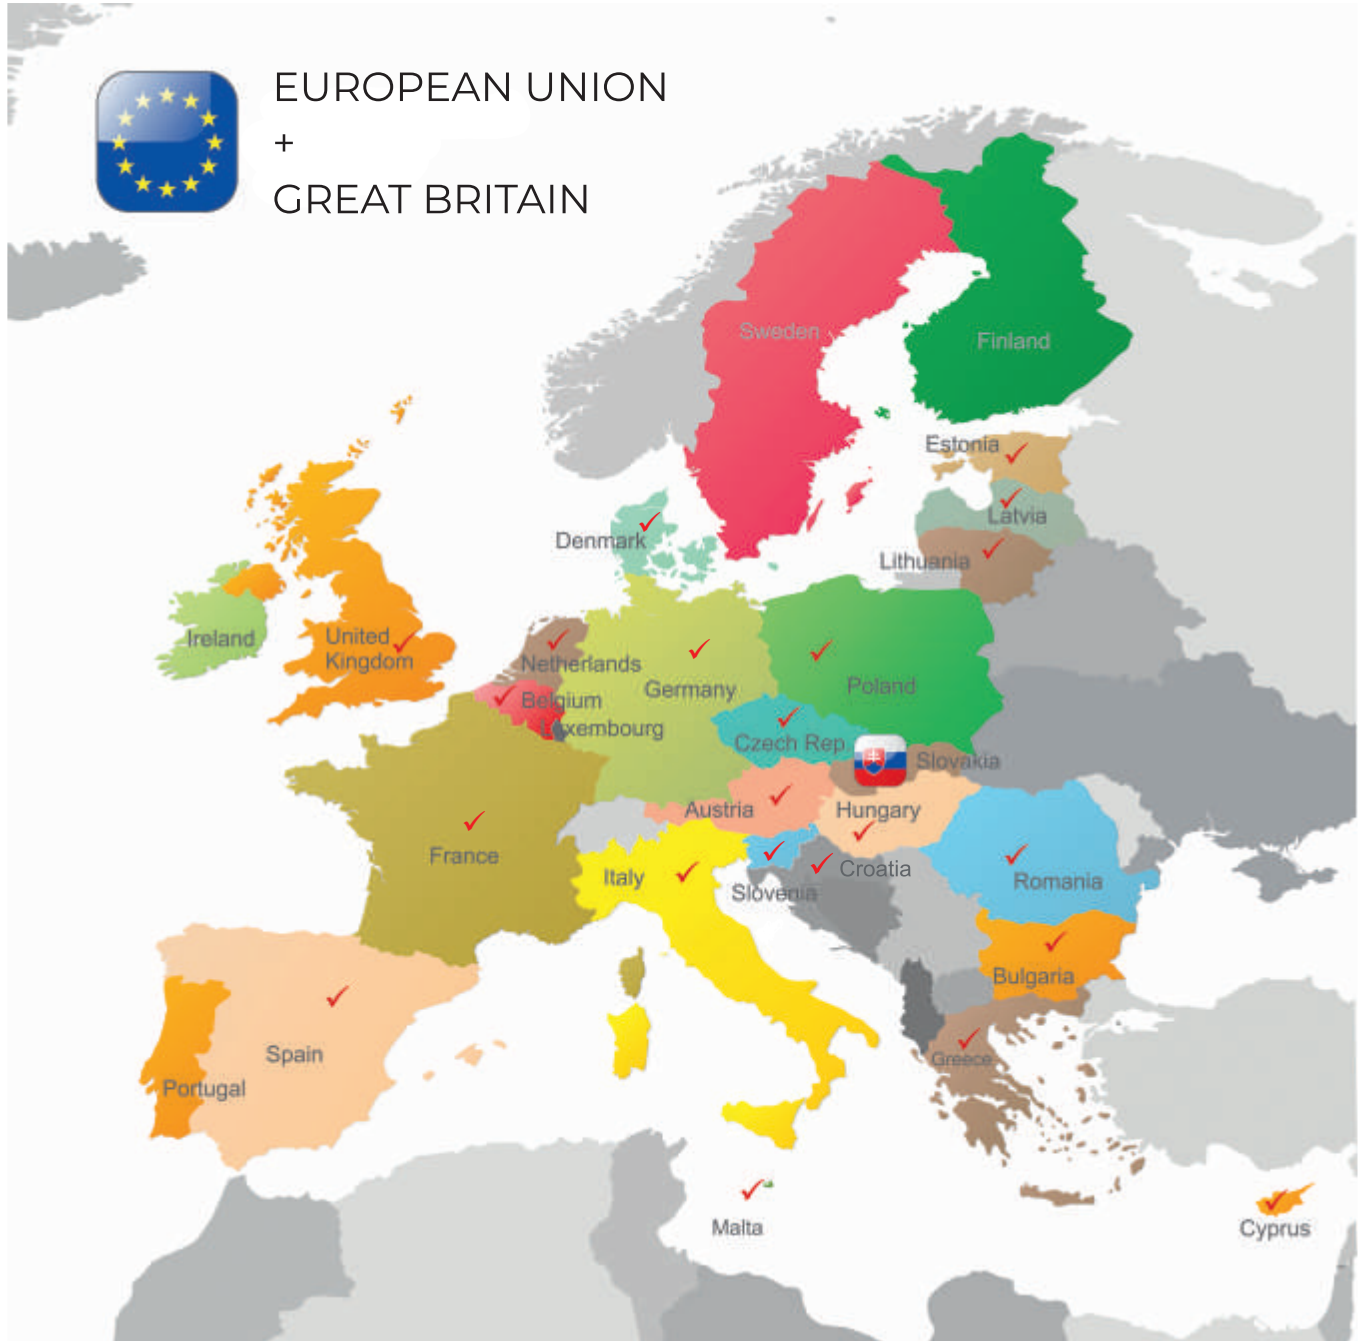 EUROPEAN UNION
+
GREAT BRITAIN
Sweden
Finland
Estonia
Latvia
Denmark
Lithuania
Ireland
United
Kingdom
Netherlands
Germany
Poland
Belgium
Luxembourg
Czech Rep.
Slovakia
Austria
Hungary
France
Italy
Croatia
Slovenia
Romania
Bulgaria
Spain
Greece
Portugal
Malta
Cyprus